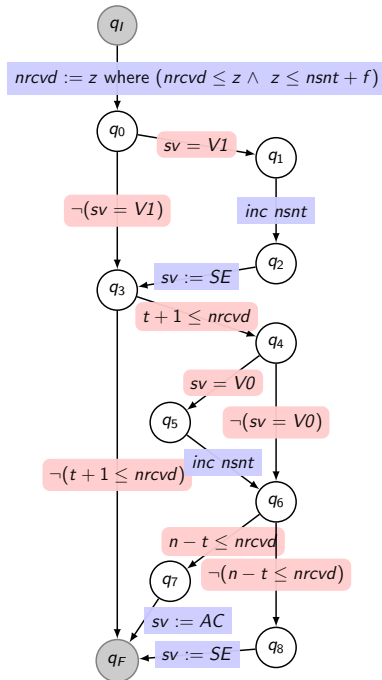 q_I
nrcvd := z where (nrcvd ≤ z ∧ z ≤ nsnt + f)
q_0
sv = V1
q_1
¬(sv = V1)
inc nsnt
q_2
sv := SE
q_3
t + 1 ≤ nrcvd
q_4
sv = V0
q_5
¬(sv = V0)
inc nsnt
¬(t + 1 ≤ nrcvd)
q_6
n − t ≤ nrcvd
q_7
¬(n − t ≤ nrcvd)
sv := AC
q_8
sv := SE
q_F